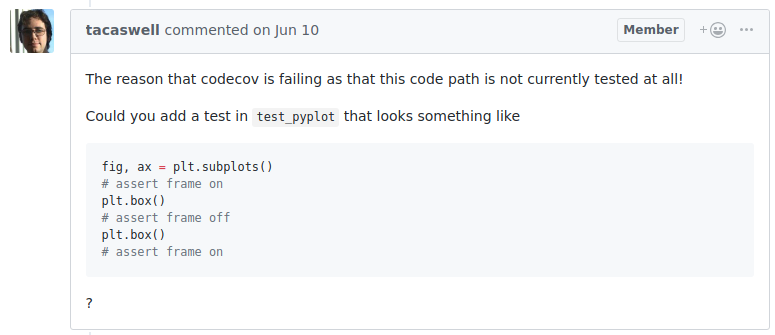 tacaswell commented on Jun 10 Member
The reason that codecov is failing as that this code path is not currently tested at all!
Could you add a test in test_pyplot that looks something like
fig, ax = plt.subplots()
# assert frame on
plt.box()
# assert frame off
plt.box()
# assert frame on
?